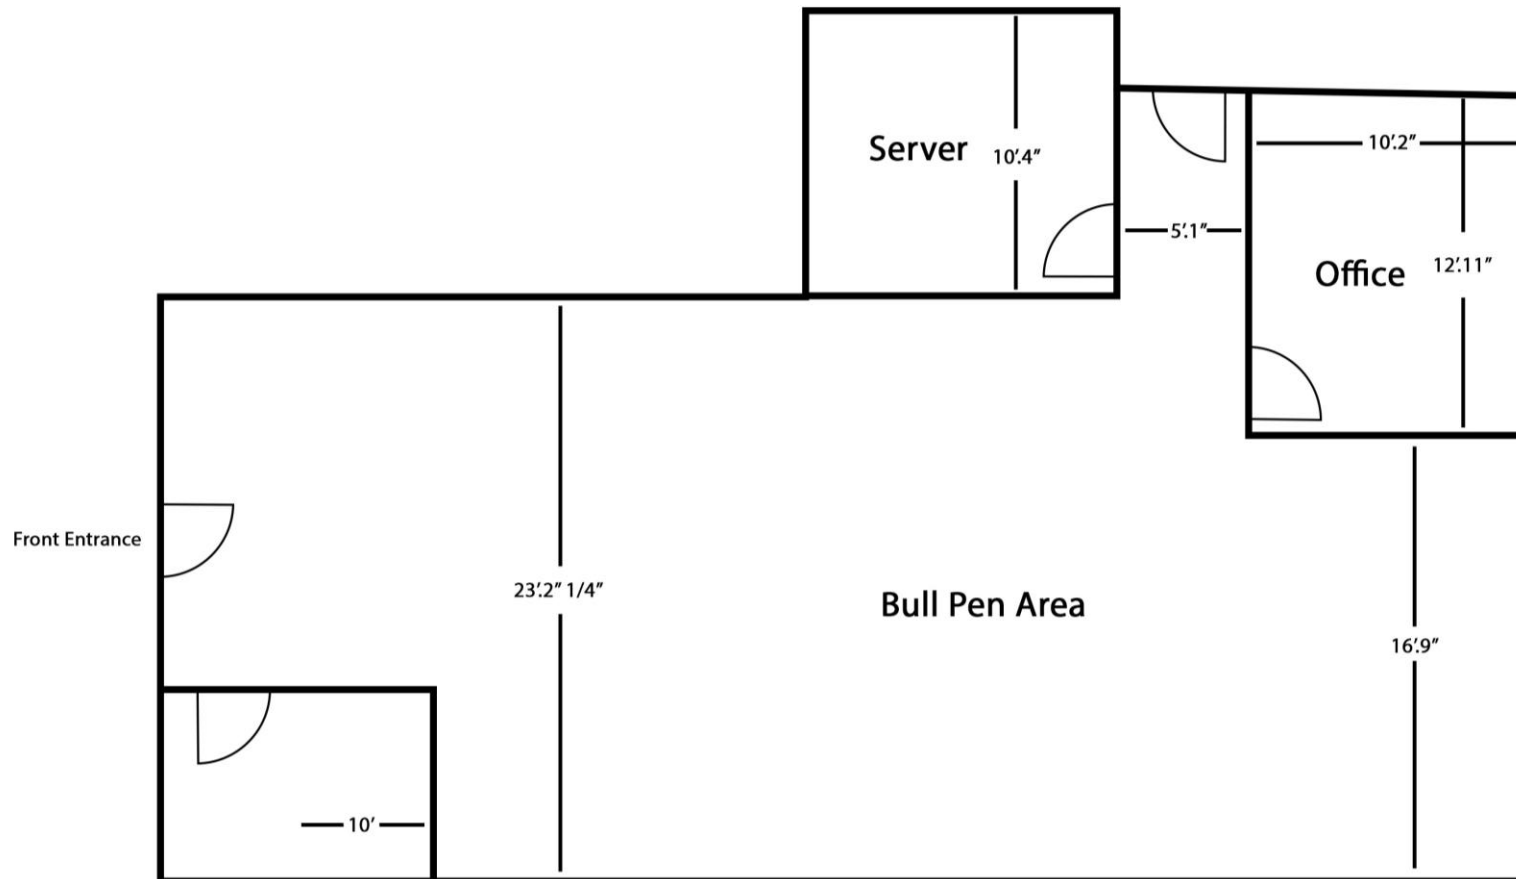 10'.2"
Server
10'.4"
5'.1"
Office
12'.11"
Front Entrance
23'.2" 1/4"
Bull Pen Area
16'.9"
10'